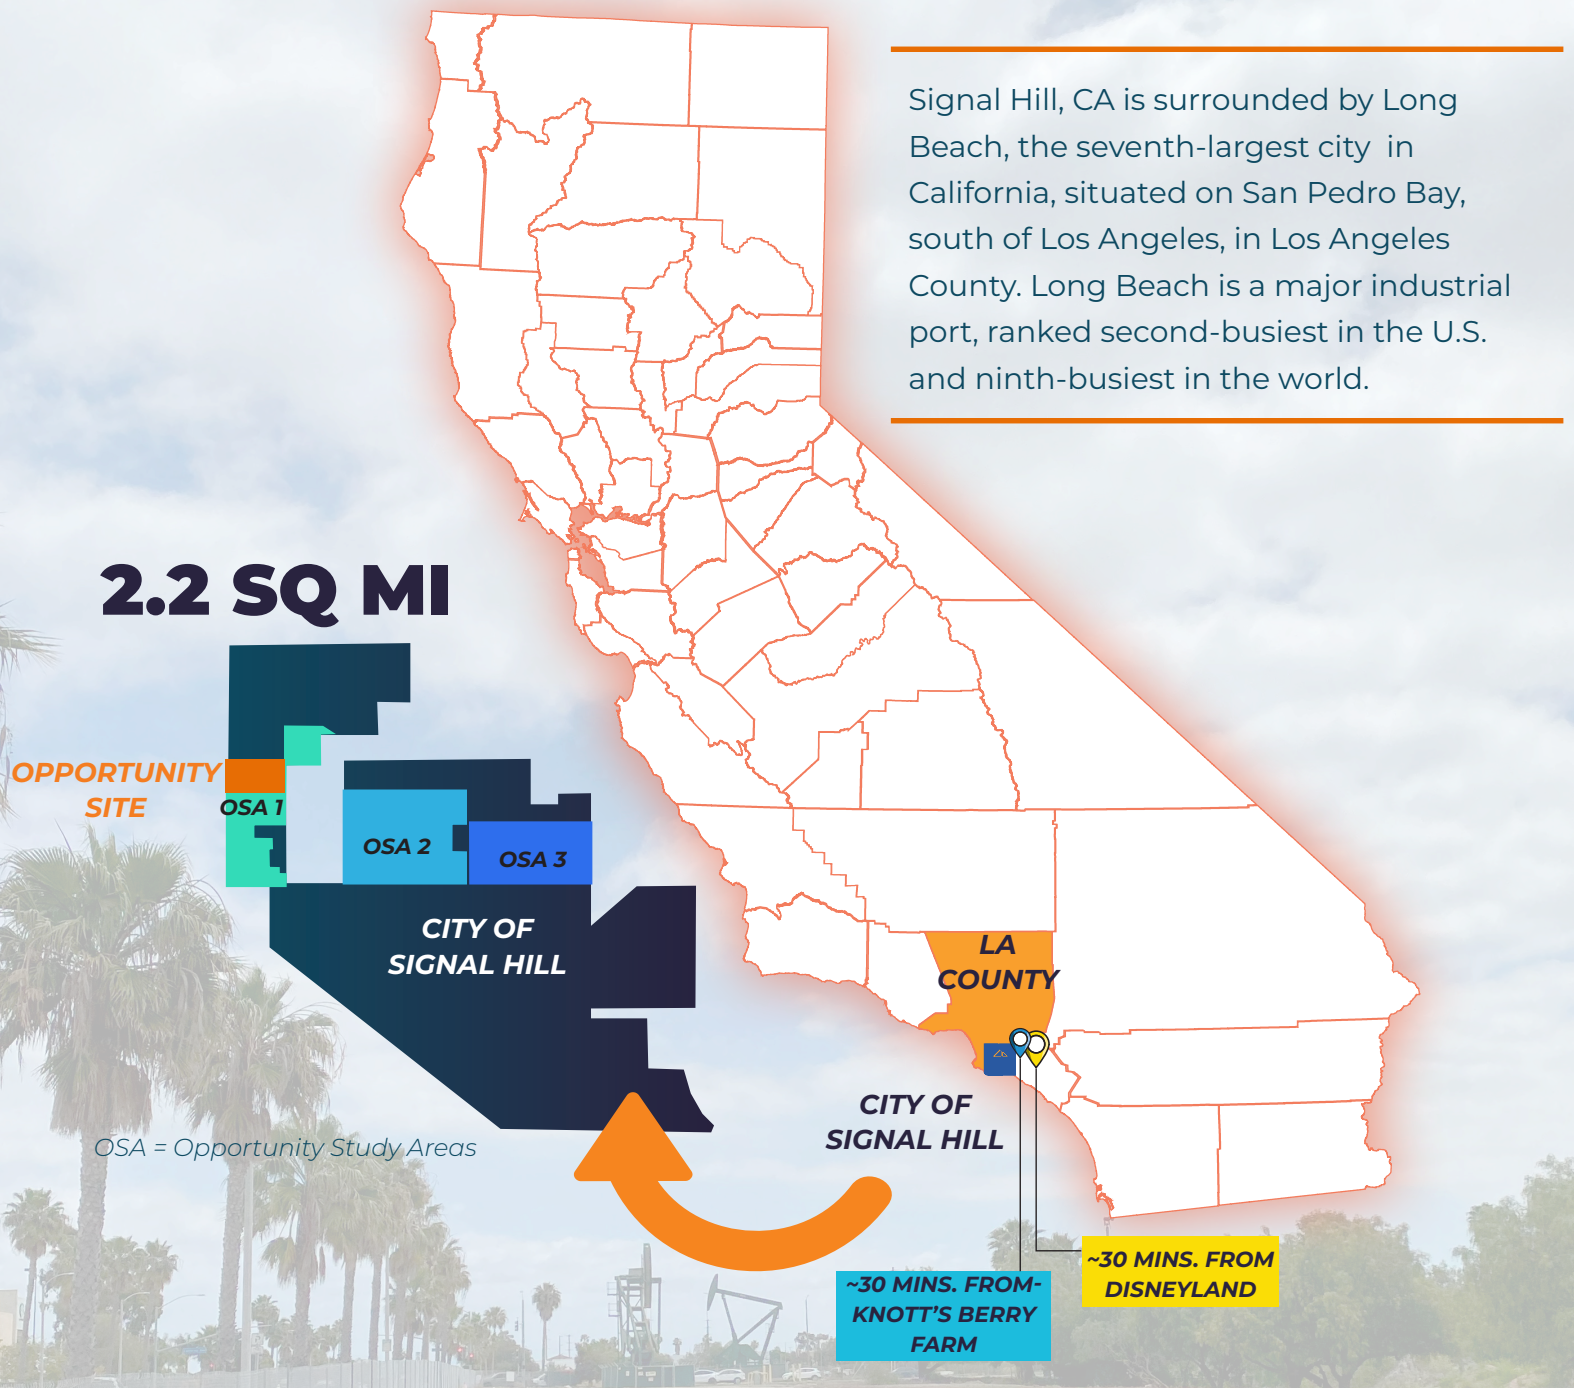 Signal Hill, CA is surrounded by Long
Beach, the seventh-largest city in
California, situated on San Pedro Bay,
south of Los Angeles, in Los Angeles
County. Long Beach is a major industrial
port, ranked second-busiest in the U.S.
and ninth-busiest in the world.
2.2 SQ MI
OPPORTUNITY
SITE
OSA 1
OSA 2
OSA 3
CITY OF
SIGNAL HILL
OSA = Opportunity Study Areas
LA
COUNTY
CITY OF
SIGNAL HILL
~30 MINS. FROM
DISNEYLAND
~30 MINS. FROM-
KNOTT'S BERRY
FARM